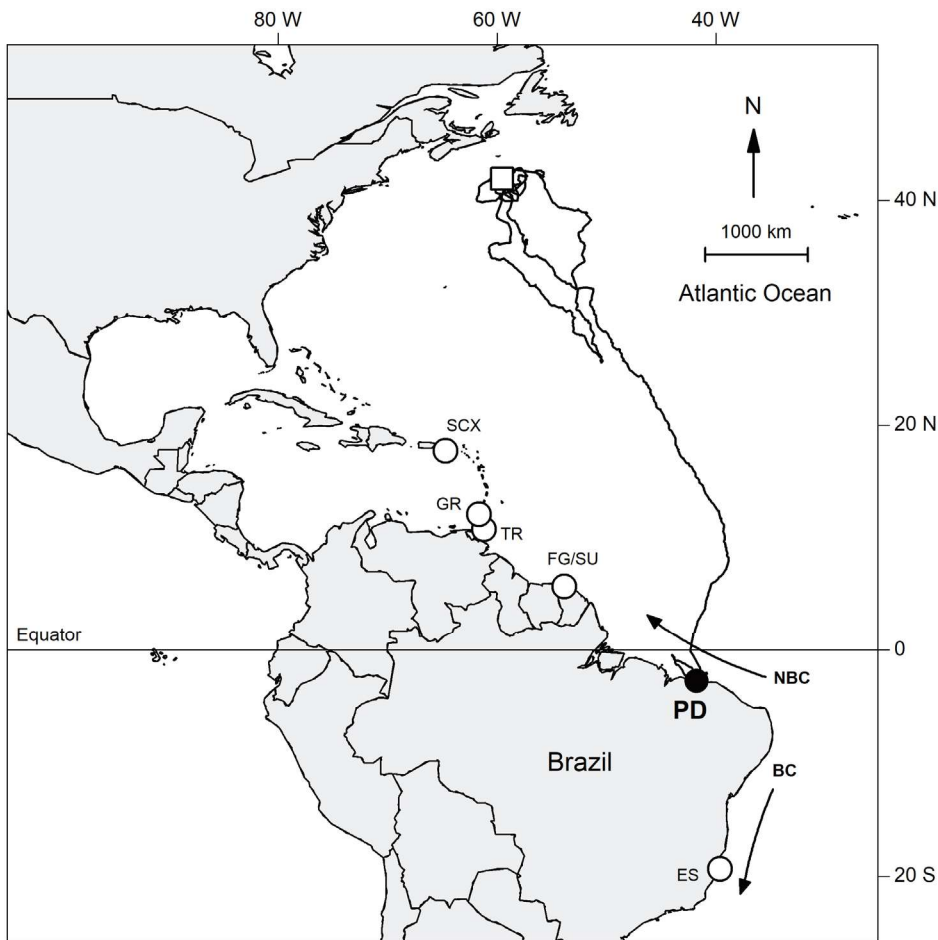 80 W 60 W 40 W
N
40 N
1000 km
Atlantic Ocean
SCX
20 N
GR
TR
FG/SU
Equator
0
NBC
PD
Brazil
BC
ES
20 S